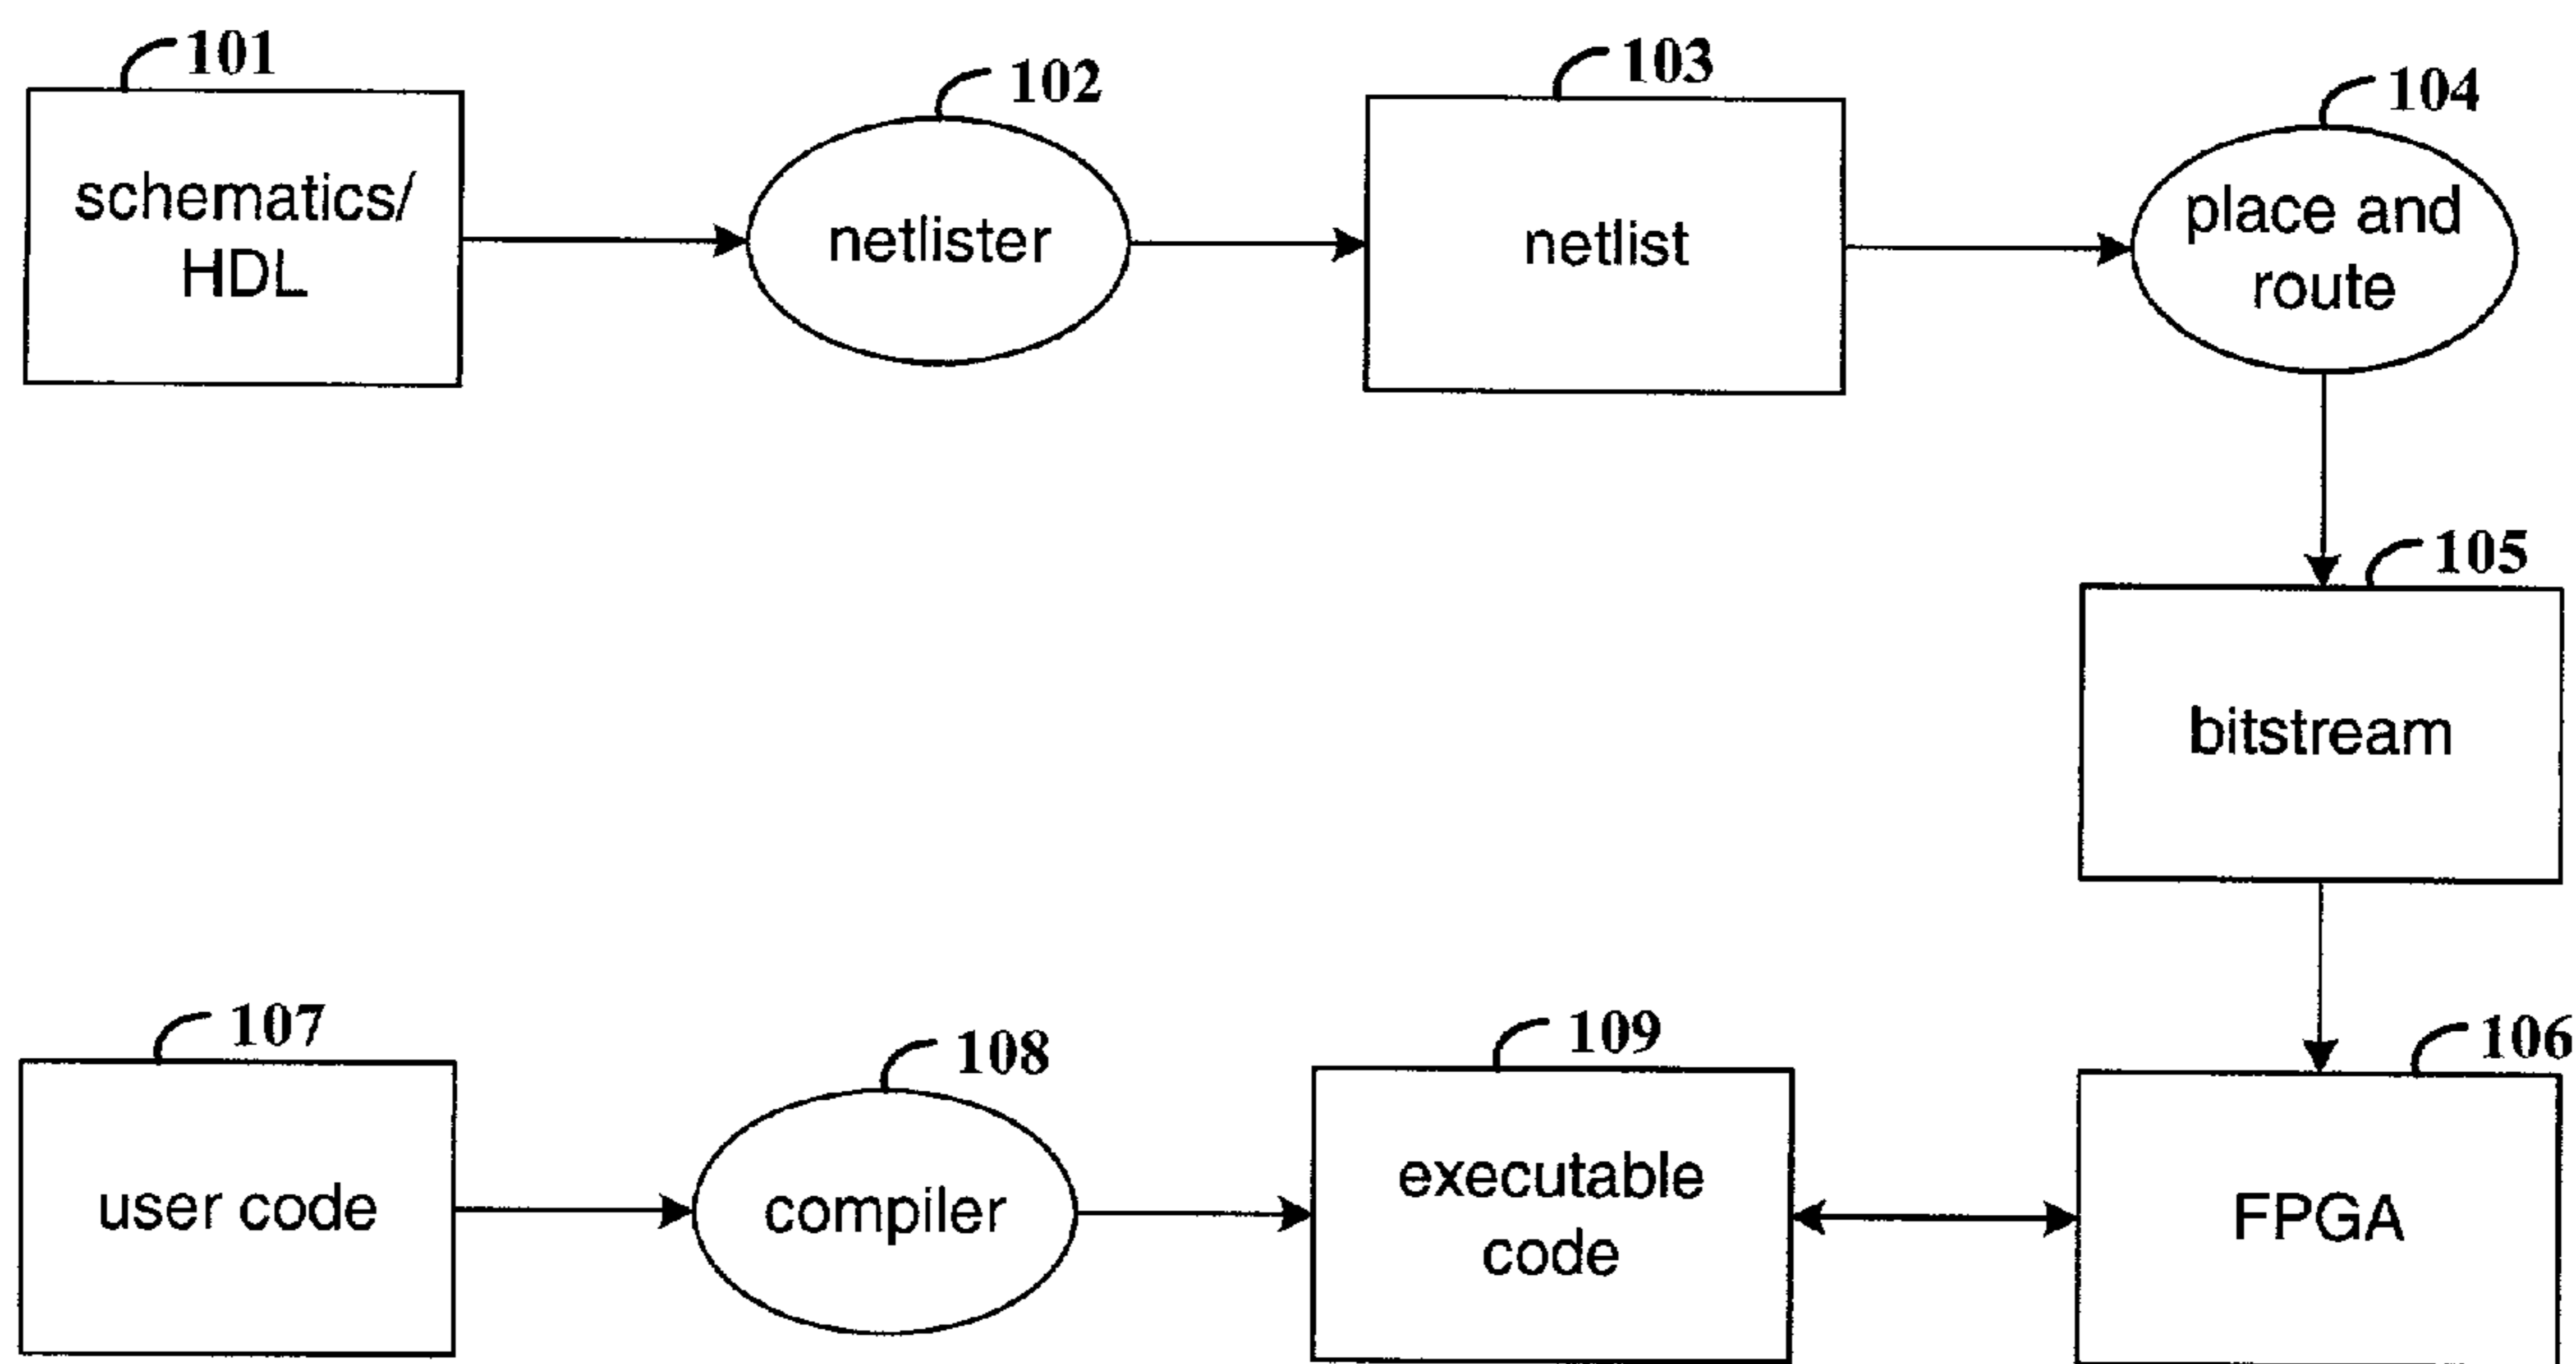 101
102
103
104
schematics/
HDL
netlister
netlist
place and
route
105
bitstream
107
108
109
106
user code
compiler
executable
code
FPGA